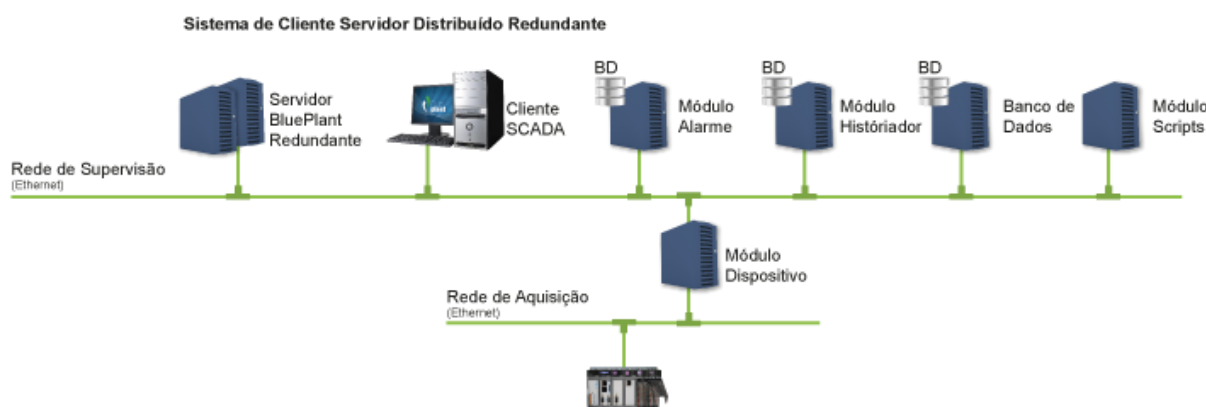 Sistema de Cliente Servidor Distribuído Redundante
Servidor
BluePlant
Redundante
Cliente
SCADA
BD
Módulo
Alarme
BD
Módulo
Históriador
BD
Banco de
Dados
Módulo
Scripts
Rede de Supervisão
(Ethernet)
Módulo
Dispositivo
Rede de Aquisição
(Ethernet)